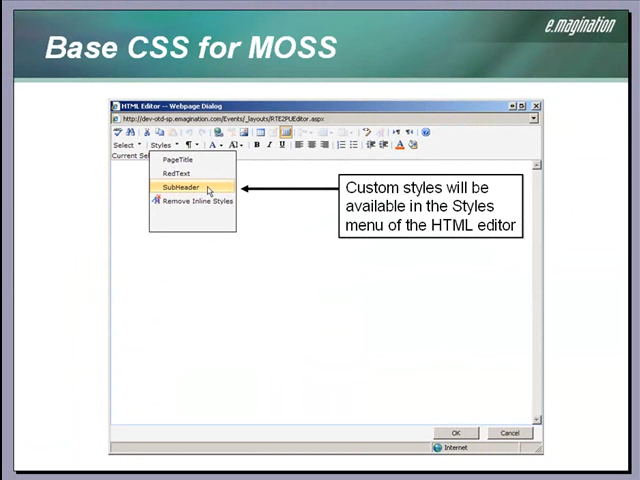 e.magination
Base CSS for MOSS
HTML Editor -- Webpage Dialog
http://dev-otd-sp.emagination.com/Events/_layouts/RTE2PUEditor.aspx
Select Styles ¶ A A B I U
Current Sel
PageTitle
RedText
SubHeader
Remove Inline Styles
Custom styles will be
available in the Styles
menu of the HTML editor
OK Cancel
Internet